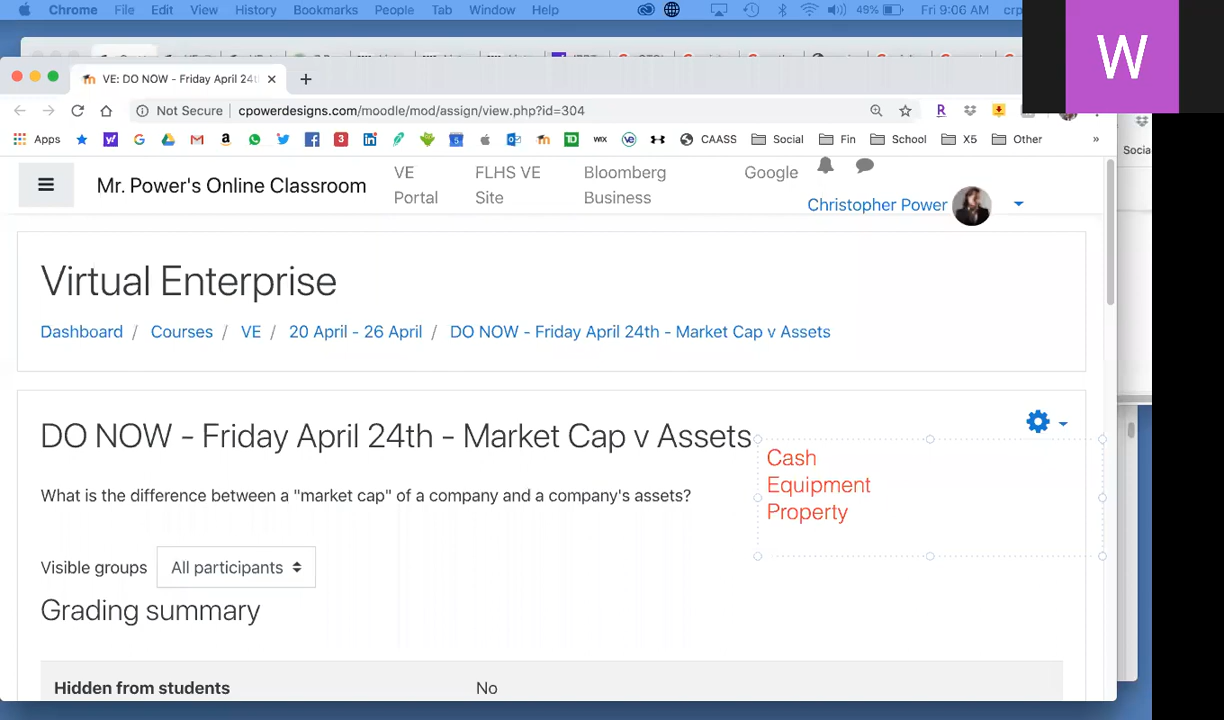 Chrome File Edit View History Bookmarks People Tab Window Help 49% Fri 9:06 AM crp
W
VE: DO NOW - Friday April 24t
Not Secure cpowerdesigns.com/moodle/mod/assign/view.php?id=304
Apps CAASS Social Fin School X5 Other »
Socia
Mr. Power's Online Classroom
VE Portal
FLHS VE Site
Bloomberg Business
Google
Christopher Power
Virtual Enterprise
Dashboard / Courses / VE / 20 April - 26 April / DO NOW - Friday April 24th - Market Cap v Assets
DO NOW - Friday April 24th - Market Cap v Assets
Cash
Equipment
Property
What is the difference between a "market cap" of a company and a company's assets?
Visible groups All participants
Grading summary
Hidden from students No